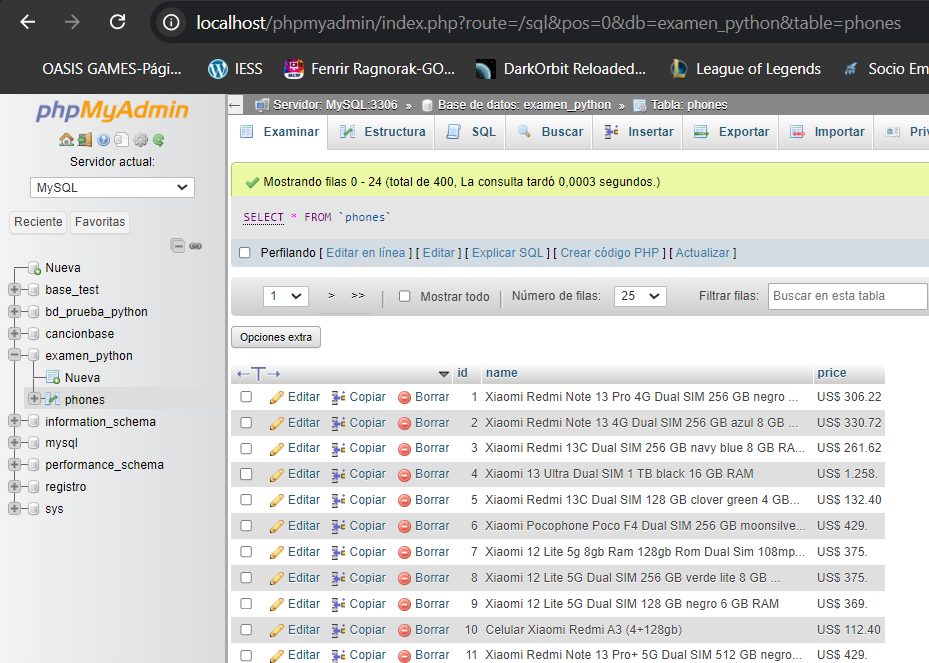 localhost/phpmyadmin/index.php?route=/sql&pos=0&db=examen_python&table=phones
OASIS GAMES-Pági... IESS Fenrir Ragnorak-GO... DarkOrbit Reloaded... League of Legends Socio Em
phpMyAdmin
Servidor actual:
MySQL
Reciente Favoritas
Nueva
base_test
bd_prueba_python
cancionbase
examen_python
Nueva
phones
information_schema
mysql
performance_schema
registro
sys
Servidor: MySQL:3306 » Base de datos: examen_python » Tabla: phones
Examinar Estructura SQL Buscar Insertar Exportar Importar Priv
Mostrando filas 0 - 24 (total de 400, La consulta tardó 0,0003 segundos.)
SELECT * FROM `phones`
Perfilando [ Editar en línea ] [ Editar ] [ Explicar SQL ] [ Crear código PHP ] [ Actualizar ]
1 > >> Mostrar todo Número de filas: 25 Filtrar filas: Buscar en esta tabla
Opciones extra
←T→ id name price
Editar Copiar Borrar 1 Xiaomi Redmi Note 13 Pro 4G Dual SIM 256 GB negro ... US$ 306.22
Editar Copiar Borrar 2 Xiaomi Redmi Note 13 4G Dual SIM 256 GB azul 8 GB ... US$ 330.72
Editar Copiar Borrar 3 Xiaomi Redmi 13C Dual SIM 256 GB navy blue 8 GB RA... US$ 261.62
Editar Copiar Borrar 4 Xiaomi 13 Ultra Dual SIM 1 TB black 16 GB RAM US$ 1.258.
Editar Copiar Borrar 5 Xiaomi Redmi 13C Dual SIM 128 GB clover green 4 GB... US$ 132.40
Editar Copiar Borrar 6 Xiaomi Pocophone Poco F4 Dual SIM 256 GB moonsilve... US$ 429.
Editar Copiar Borrar 7 Xiaomi 12 Lite 5g 8gb Ram 128gb Rom Dual Sim 108mp... US$ 375.
Editar Copiar Borrar 8 Xiaomi 12 Lite 5G Dual SIM 256 GB verde lite 8 GB ... US$ 375.
Editar Copiar Borrar 9 Xiaomi 12 Lite 5G Dual SIM 128 GB negro 6 GB RAM US$ 369.
Editar Copiar Borrar 10 Celular Xiaomi Redmi A3 (4+128gb) US$ 112.40
Editar Copiar Borrar 11 Xiaomi Redmi Note 13 Pro+ 5G Dual SIM 512 GB negro... US$ 429.